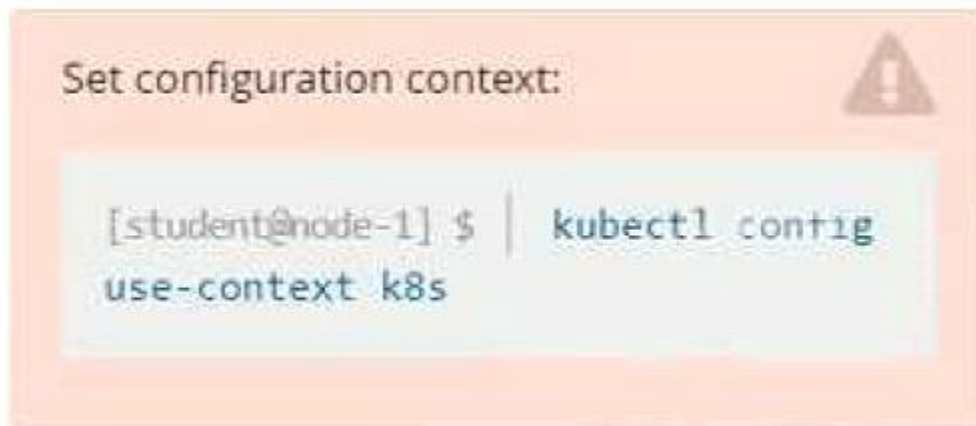 Set configuration context:
[student@node-1] $ | kubectl config
use-context k8s